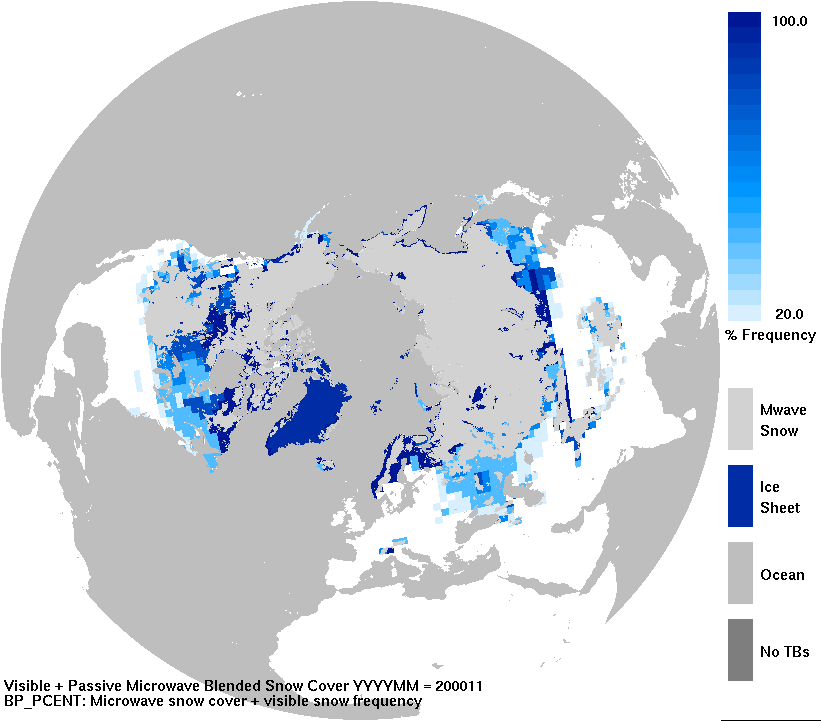 100.0
20.0
% Frequency
Mwave
Snow
Ice
Sheet
Ocean
No TBs
Visible + Passive Microwave Blended Snow Cover YYYYMM = 200011
BP_PCENT: Microwave snow cover + visible snow frequency